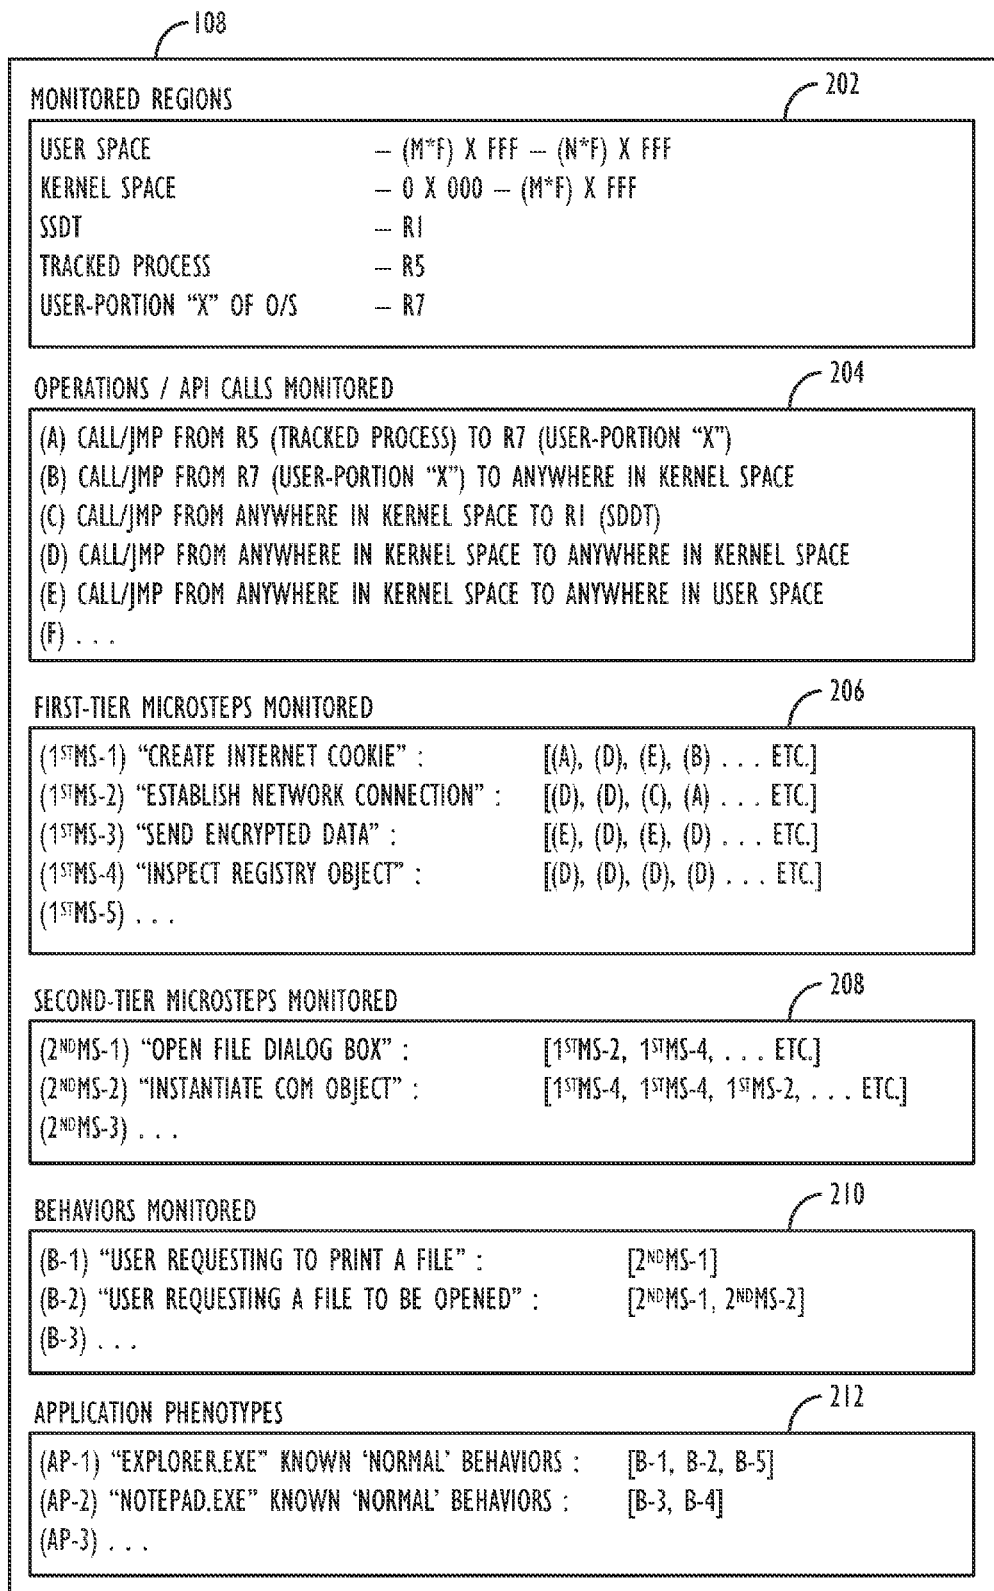 108
MONITORED REGIONS
202
USER SPACE — (M*F) X FFF — (N*F) X FFF
KERNEL SPACE — 0 X 000 — (M*F) X FFF
SSDT — R1
TRACKED PROCESS — R5
USER-PORTION “X” OF O/S — R7
OPERATIONS / API CALLS MONITORED
204
(A) CALL/JMP FROM R5 (TRACKED PROCESS) TO R7 (USER-PORTION “X”)
(B) CALL/JMP FROM R7 (USER-PORTION “X”) TO ANYWHERE IN KERNEL SPACE
(C) CALL/JMP FROM ANYWHERE IN KERNEL SPACE TO R1 (SDDT)
(D) CALL/JMP FROM ANYWHERE IN KERNEL SPACE TO ANYWHERE IN KERNEL SPACE
(E) CALL/JMP FROM ANYWHERE IN KERNEL SPACE TO ANYWHERE IN USER SPACE
(F) . . .
FIRST-TIER MICROSTEPS MONITORED
206
(1STMS-1) “CREATE INTERNET COOKIE” : [(A), (D), (E), (B) . . . ETC.]
(1STMS-2) “ESTABLISH NETWORK CONNECTION” : [(D), (D), (C), (A) . . . ETC.]
(1STMS-3) “SEND ENCRYPTED DATA” : [(E), (D), (E), (D) . . . ETC.]
(1STMS-4) “INSPECT REGISTRY OBJECT” : [(D), (D), (D), (D) . . . ETC.]
(1STMS-5) . . .
SECOND-TIER MICROSTEPS MONITORED
208
(2NDMS-1) “OPEN FILE DIALOG BOX” : [1STMS-2, 1STMS-4, . . . ETC.]
(2NDMS-2) “INSTANTIATE COM OBJECT” : [1STMS-4, 1STMS-4, 1STMS-2, . . . ETC.]
(2NDMS-3) . . .
BEHAVIORS MONITORED
210
(B-1) “USER REQUESTING TO PRINT A FILE” : [2NDMS-1]
(B-2) “USER REQUESTING A FILE TO BE OPENED” : [2NDMS-1, 2NDMS-2]
(B-3) . . .
APPLICATION PHENOTYPES
212
(AP-1) “EXPLORER.EXE” KNOWN ‘NORMAL’ BEHAVIORS : [B-1, B-2, B-5]
(AP-2) “NOTEPAD.EXE” KNOWN ‘NORMAL’ BEHAVIORS : [B-3, B-4]
(AP-3) . . .